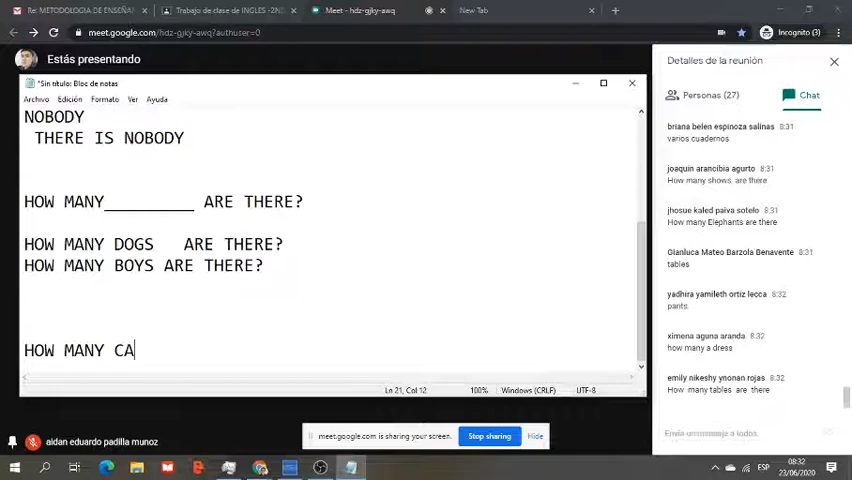 Re: METODOLOGIA DE ENSEÑA
Trabajo de clase de INGLES -2N
Meet - hdz-gjky-awq
New Tab
meet.google.com/hdz-gjky-awq?authuser=0
Incognito (3)
Estás presentando
*Sin título: Bloc de notas
Archivo Edición Formato Ver Ayuda
NOBODY
THERE IS NOBODY
HOW MANY_________ ARE THERE?
HOW MANY DOGS ARE THERE?
HOW MANY BOYS ARE THERE?
HOW MANY CA
Ln 21, Col 12 100% Windows (CRLF) UTF-8
aidan eduardo padilla munoz
meet.google.com is sharing your screen. Stop sharing Hide
Detalles de la reunión
Personas (27) Chat
briana belen espinoza salinas 8:31
varios cuadernos
joaquin arancibia agurto 8:31
How many shows are there
jhosue kaled paiva sotelo 8:31
How many Elephants are there
Gianluca Mateo Barzola Benavente 8:31
tables
yadhira yamileth ortiz lecca 8:32
pants
ximena aguna aranda 8:32
how many a dress
emily nikeshy ynonan rojas 8:32
How many tables are there
a todos
ESP
08:32
23/06/2020